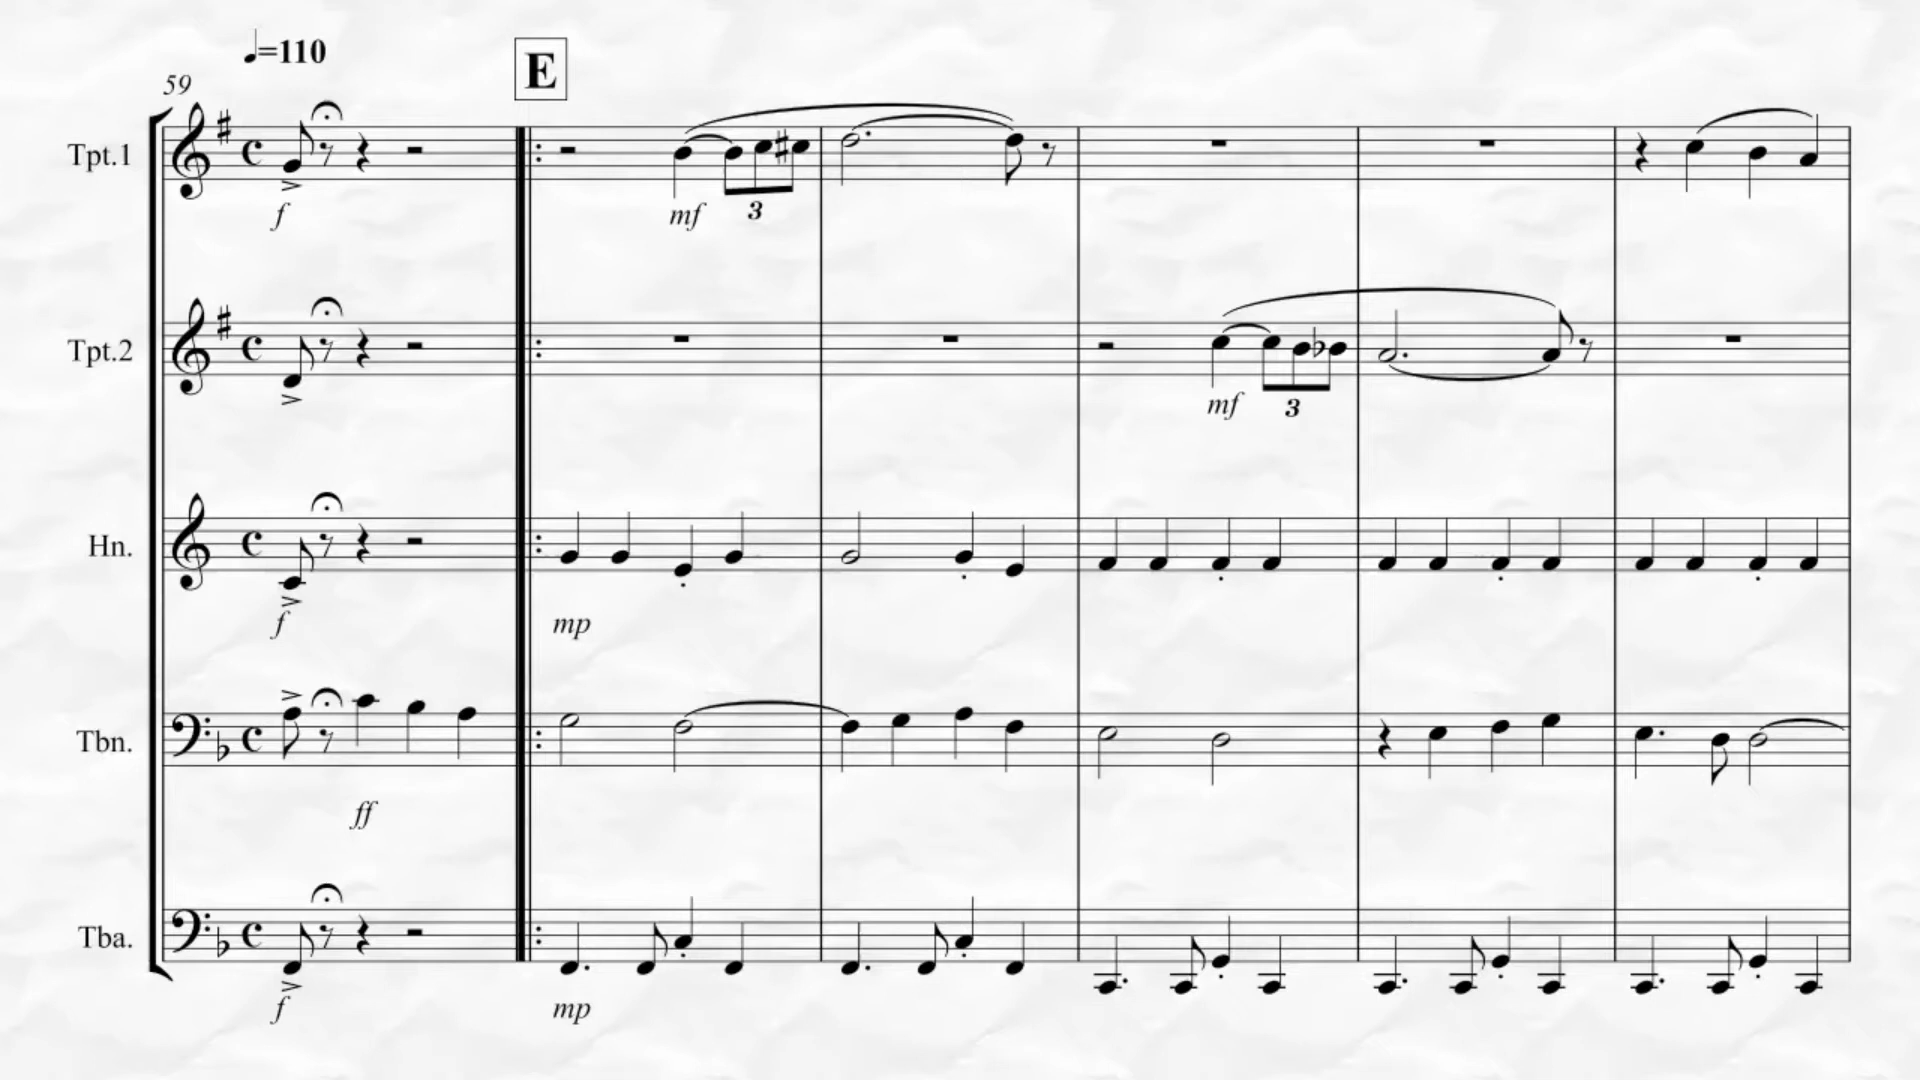 ♩=110
E
59
Tpt.1
f
mf
3
Tpt.2
mf
3
Hn.
f
mp
Tbn.
ff
Tba.
f
mp